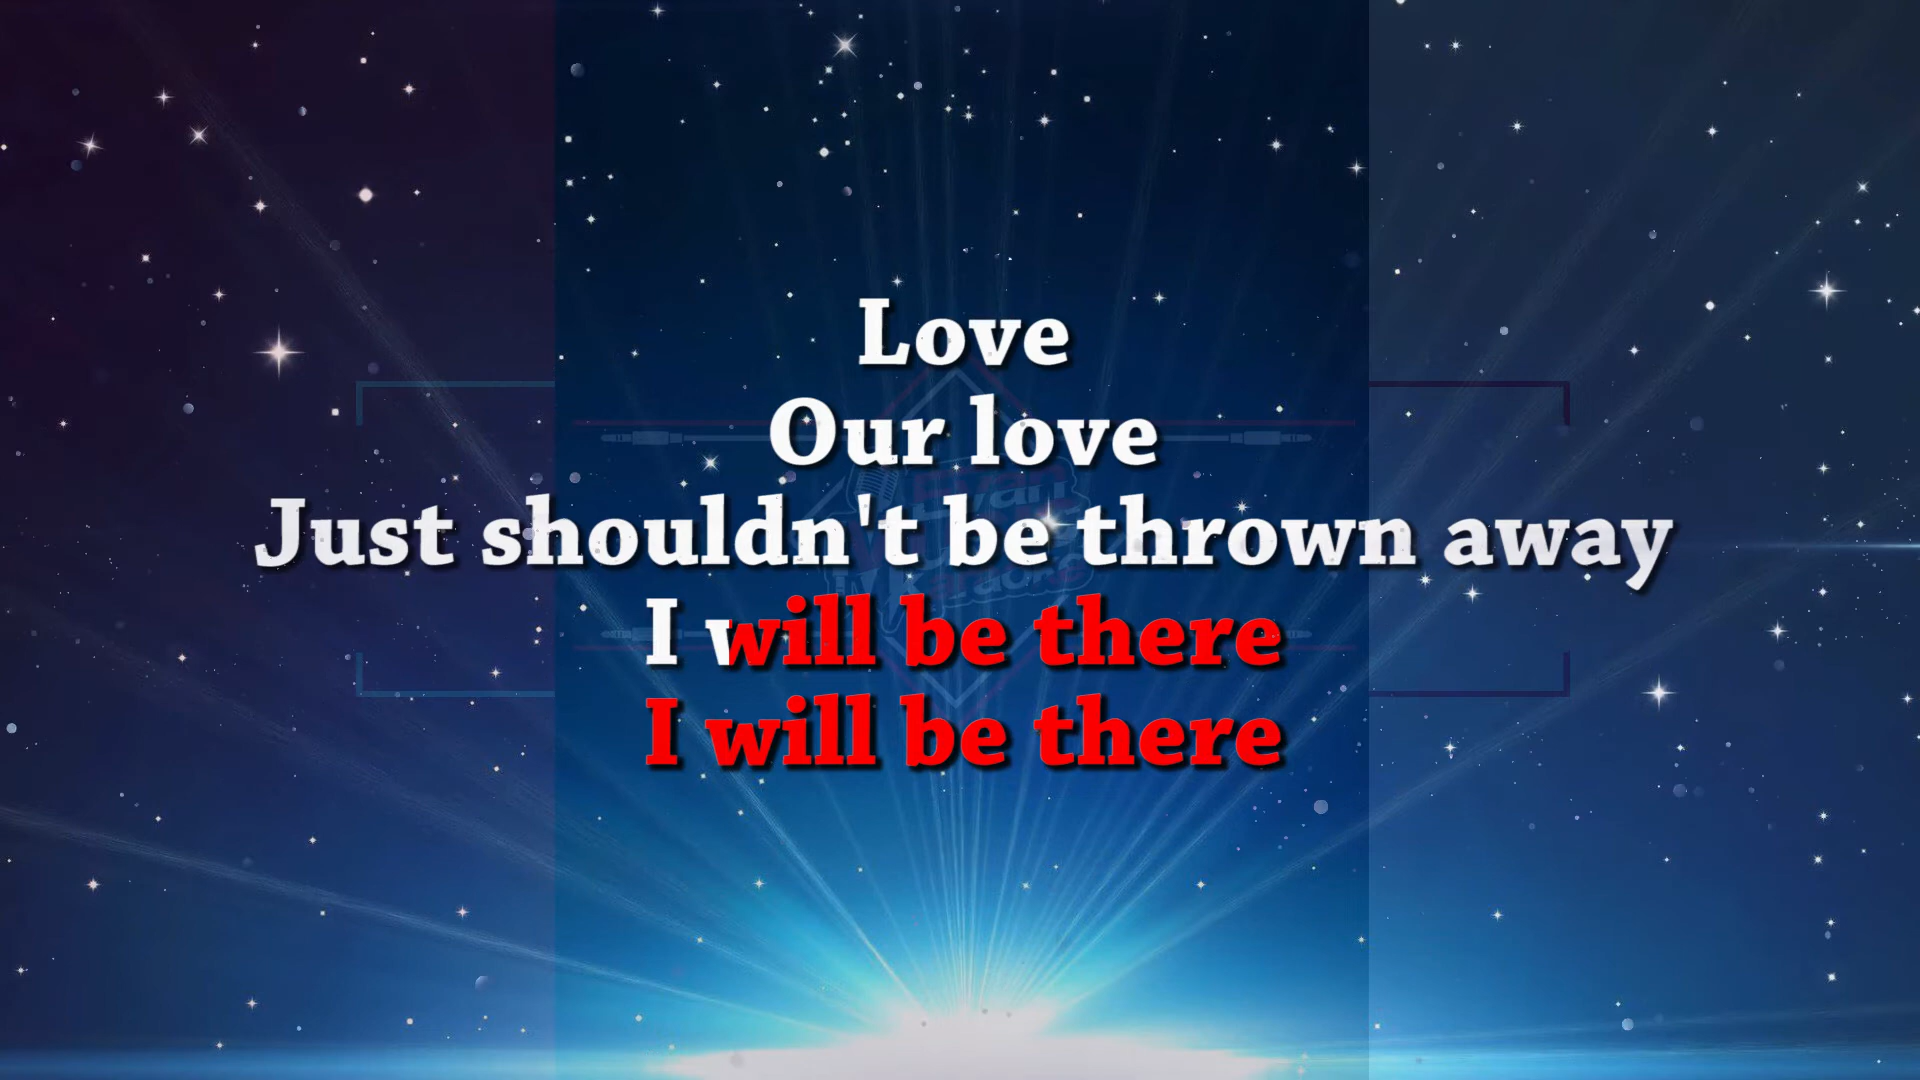 Love
Our love
Just shouldn't be thrown away
I will be there
I will be there